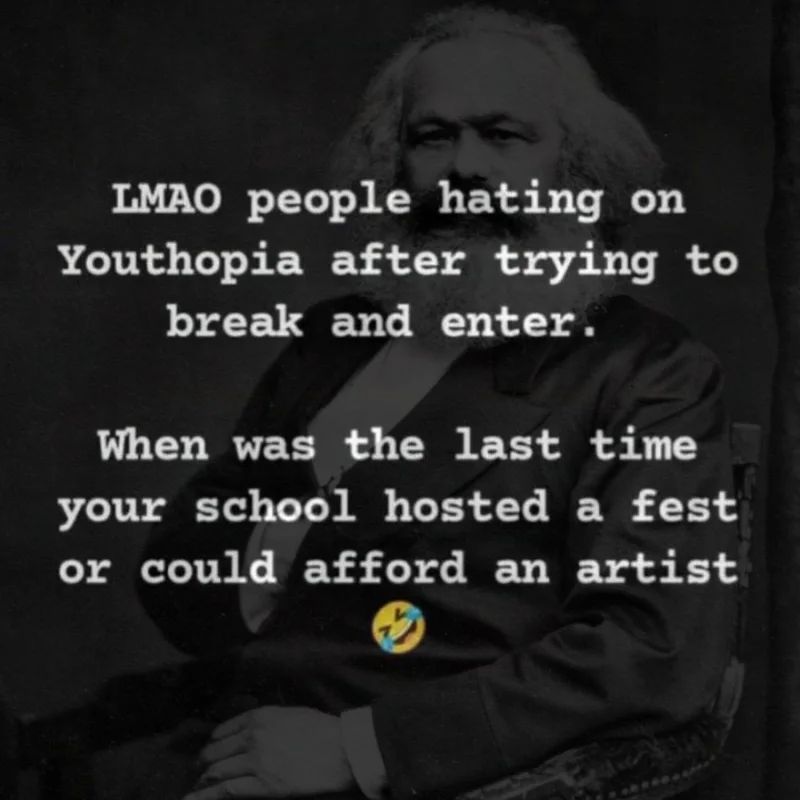 LMAO people hating on
Youthopia after trying to
break and enter.
When was the last time
your school hosted a fest
or could afford an artist
🤣